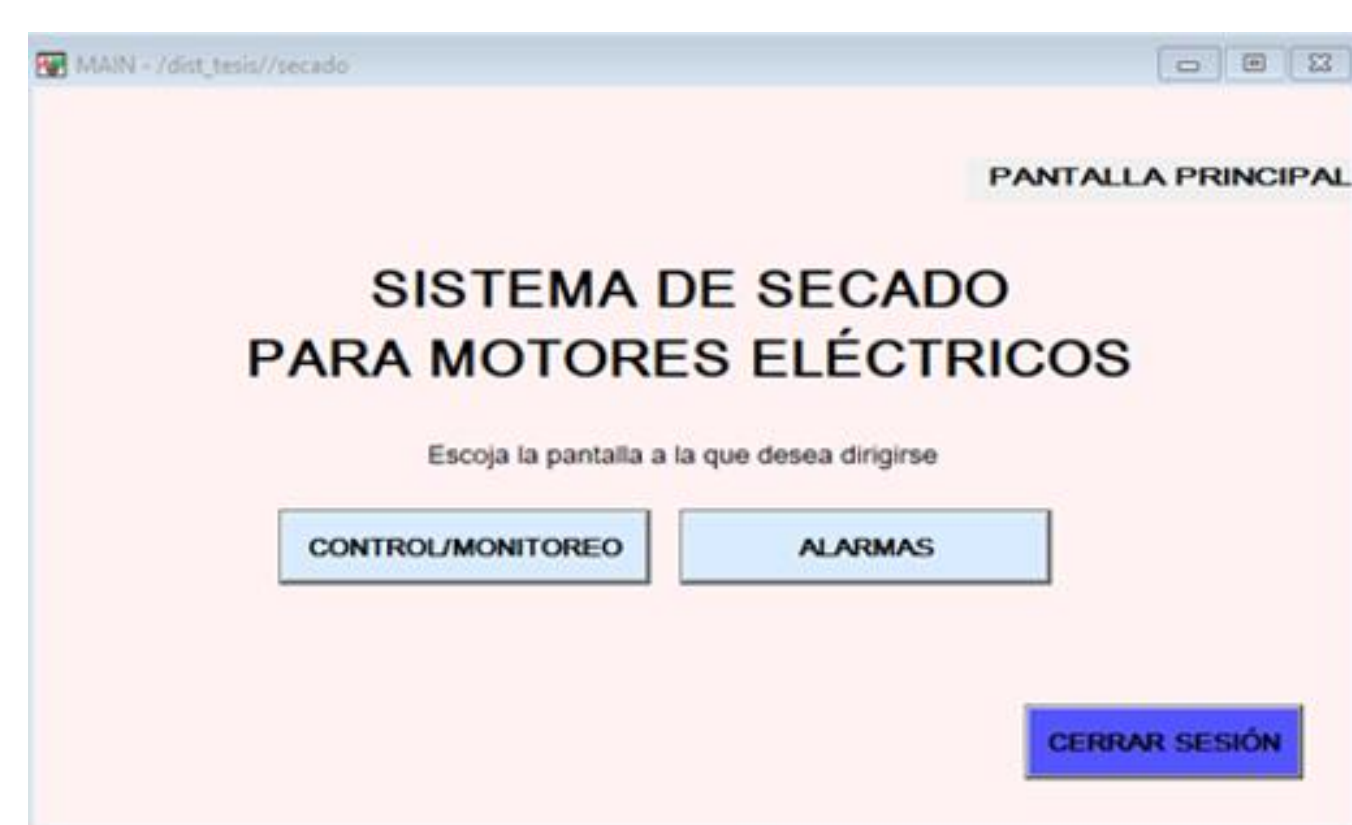 MAIN - /dist_tesis//secado
PANTALLA PRINCIPAL
SISTEMA DE SECADO
PARA MOTORES ELÉCTRICOS
Escoja la pantalla a la que desea dirigirse
CONTROL/MONITOREO
ALARMAS
CERRAR SESIÓN